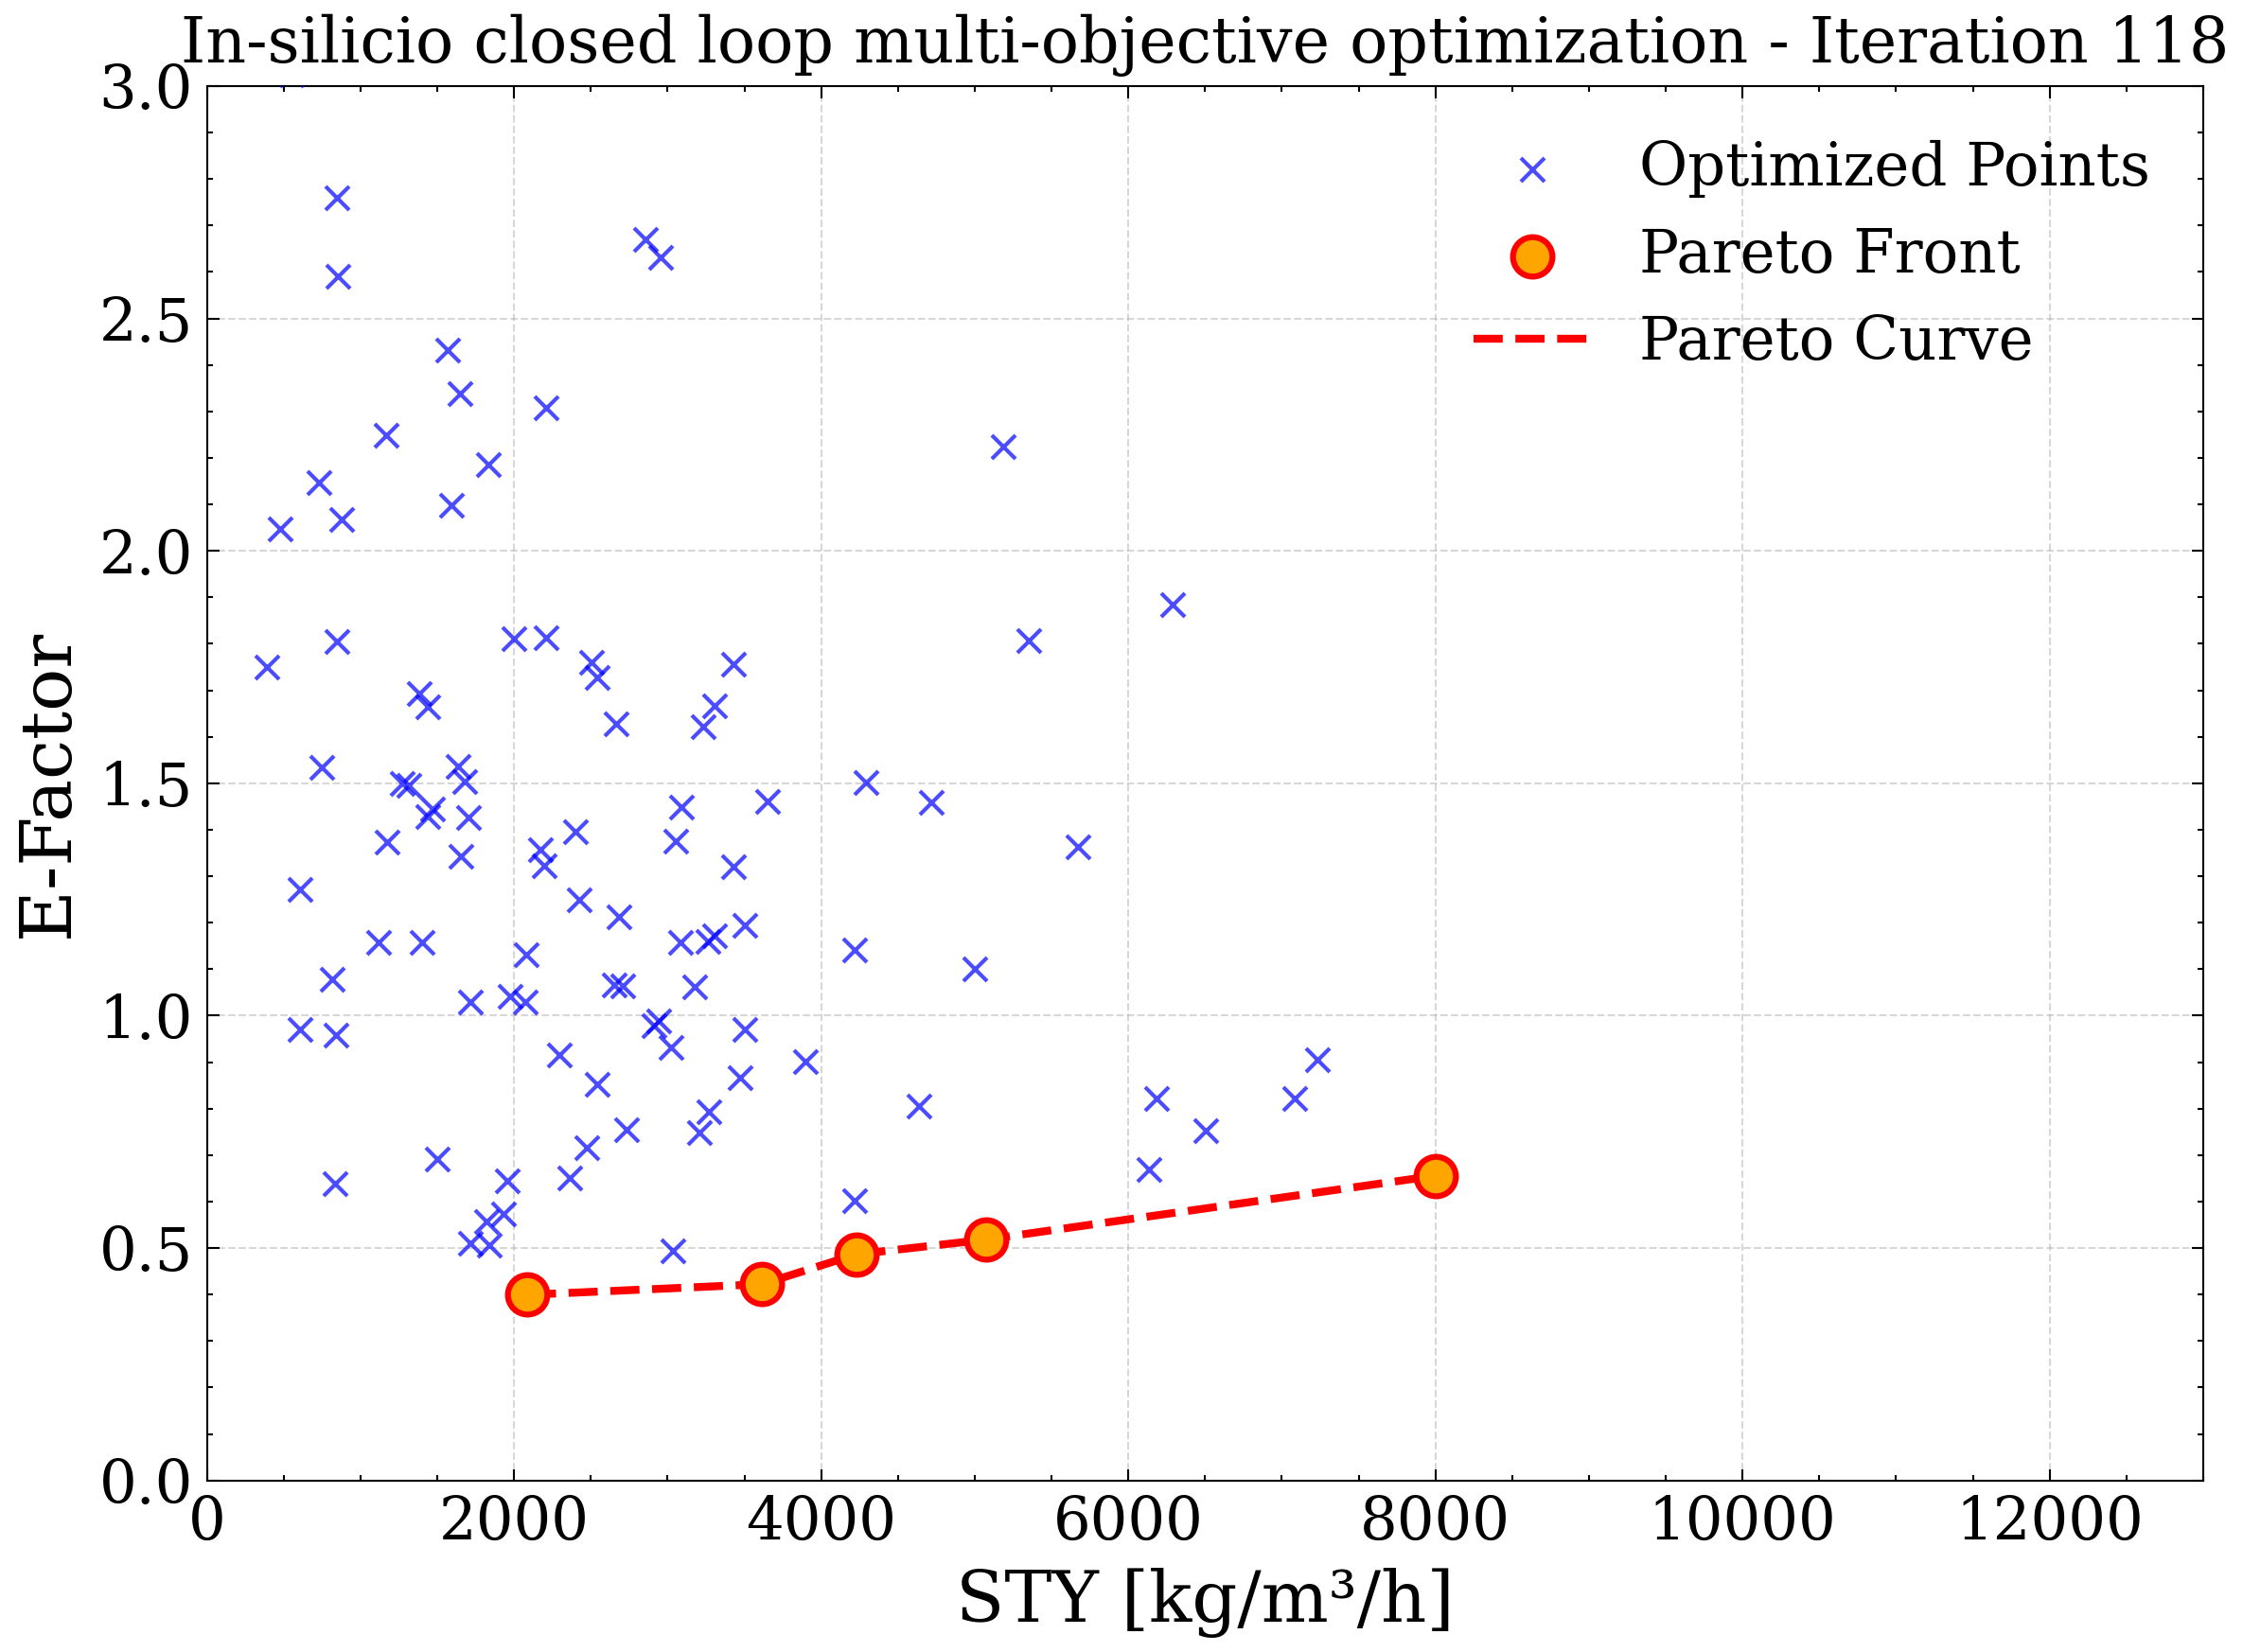 In-silicio closed loop multi-objective optimization - Iteration 118
3.0
2.5
2.0
1.5
1.0
0.5
0.0
E-Factor
Optimized Points
Pareto Front
Pareto Curve
0 2000 4000 6000 8000 10000 12000
STY [kg/m³/h]